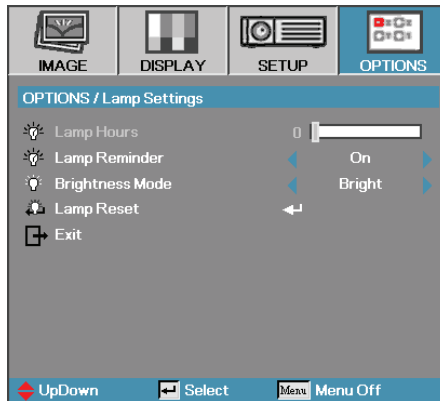 IMAGE DISPLAY SETUP OPTIONS
OPTIONS / Lamp Settings
Lamp Hours 0
Lamp Reminder On
Brightness Mode Bright
Lamp Reset
Exit
UpDown Select Menu Menu Off